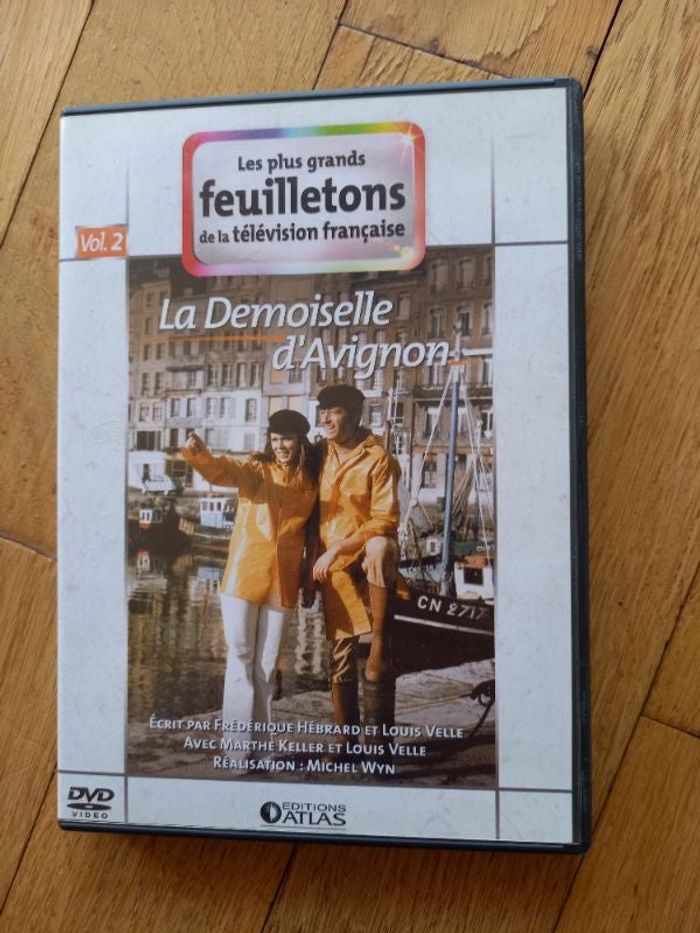 Les plus grands
feuilletons
de la télévision française
Vol. 2
La Demoiselle
d'Avignon
CN 2717
ÉCRIT PAR FRÉDÉRIQUE HÉBRARD ET LOUIS VELLE
AVEC MARTHE KELLER ET LOUIS VELLE
RÉALISATION : MICHEL WYN
DVD
VIDEO
EDITIONS
ATLAS